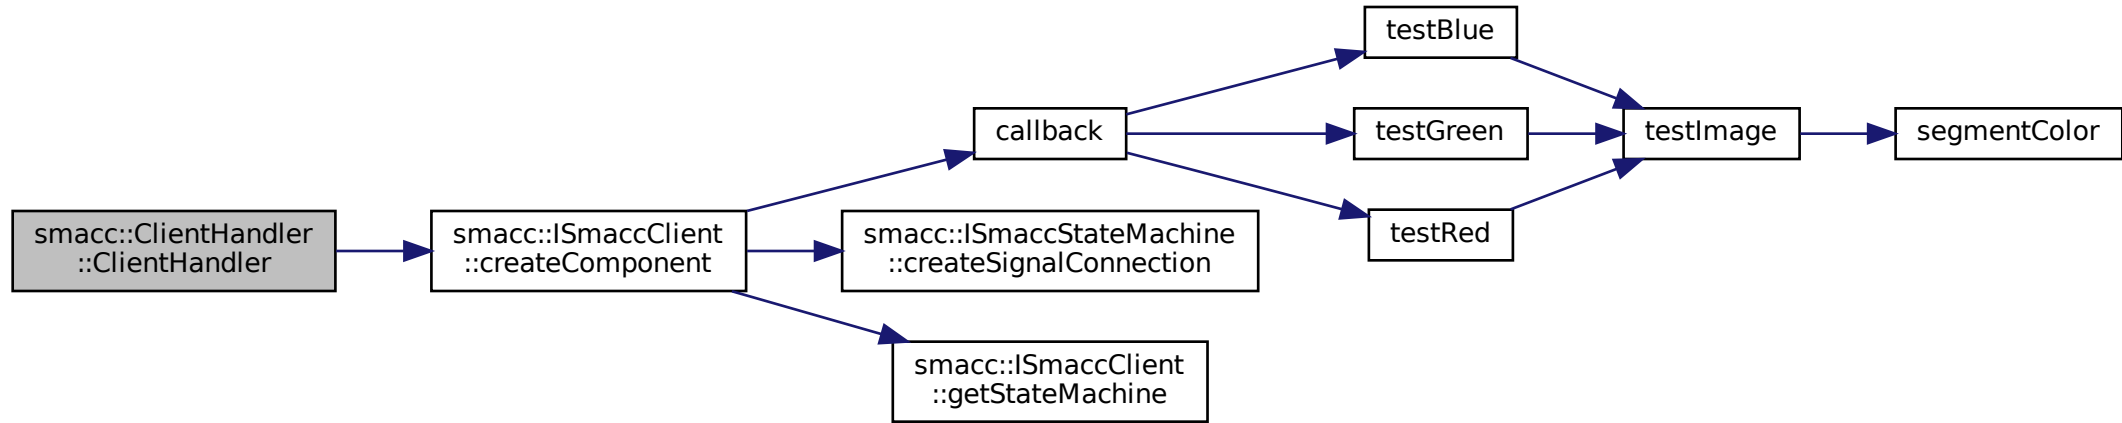 smacc::ClientHandler
::ClientHandler
smacc::ISmaccClient
::createComponent
callback
testBlue
testGreen
testRed
testImage
segmentColor
smacc::ISmaccStateMachine
::createSignalConnection
smacc::ISmaccClient
::getStateMachine